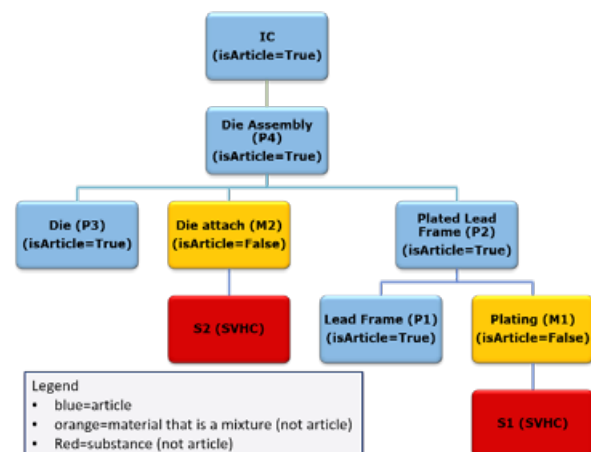 IC
(isArticle=True)
Die Assembly
(P4)
(isArticle=True)
Die (P3)
(isArticle=True)
Die attach (M2)
(isArticle=False)
Plated Lead
Frame (P2)
(isArticle=True)
S2 (SVHC)
Lead Frame (P1)
(isArticle=True)
Plating (M1)
(isArticle=False)
S1 (SVHC)
Legend
• blue=article
• orange=material that is a mixture (not article)
• Red=substance (not article)